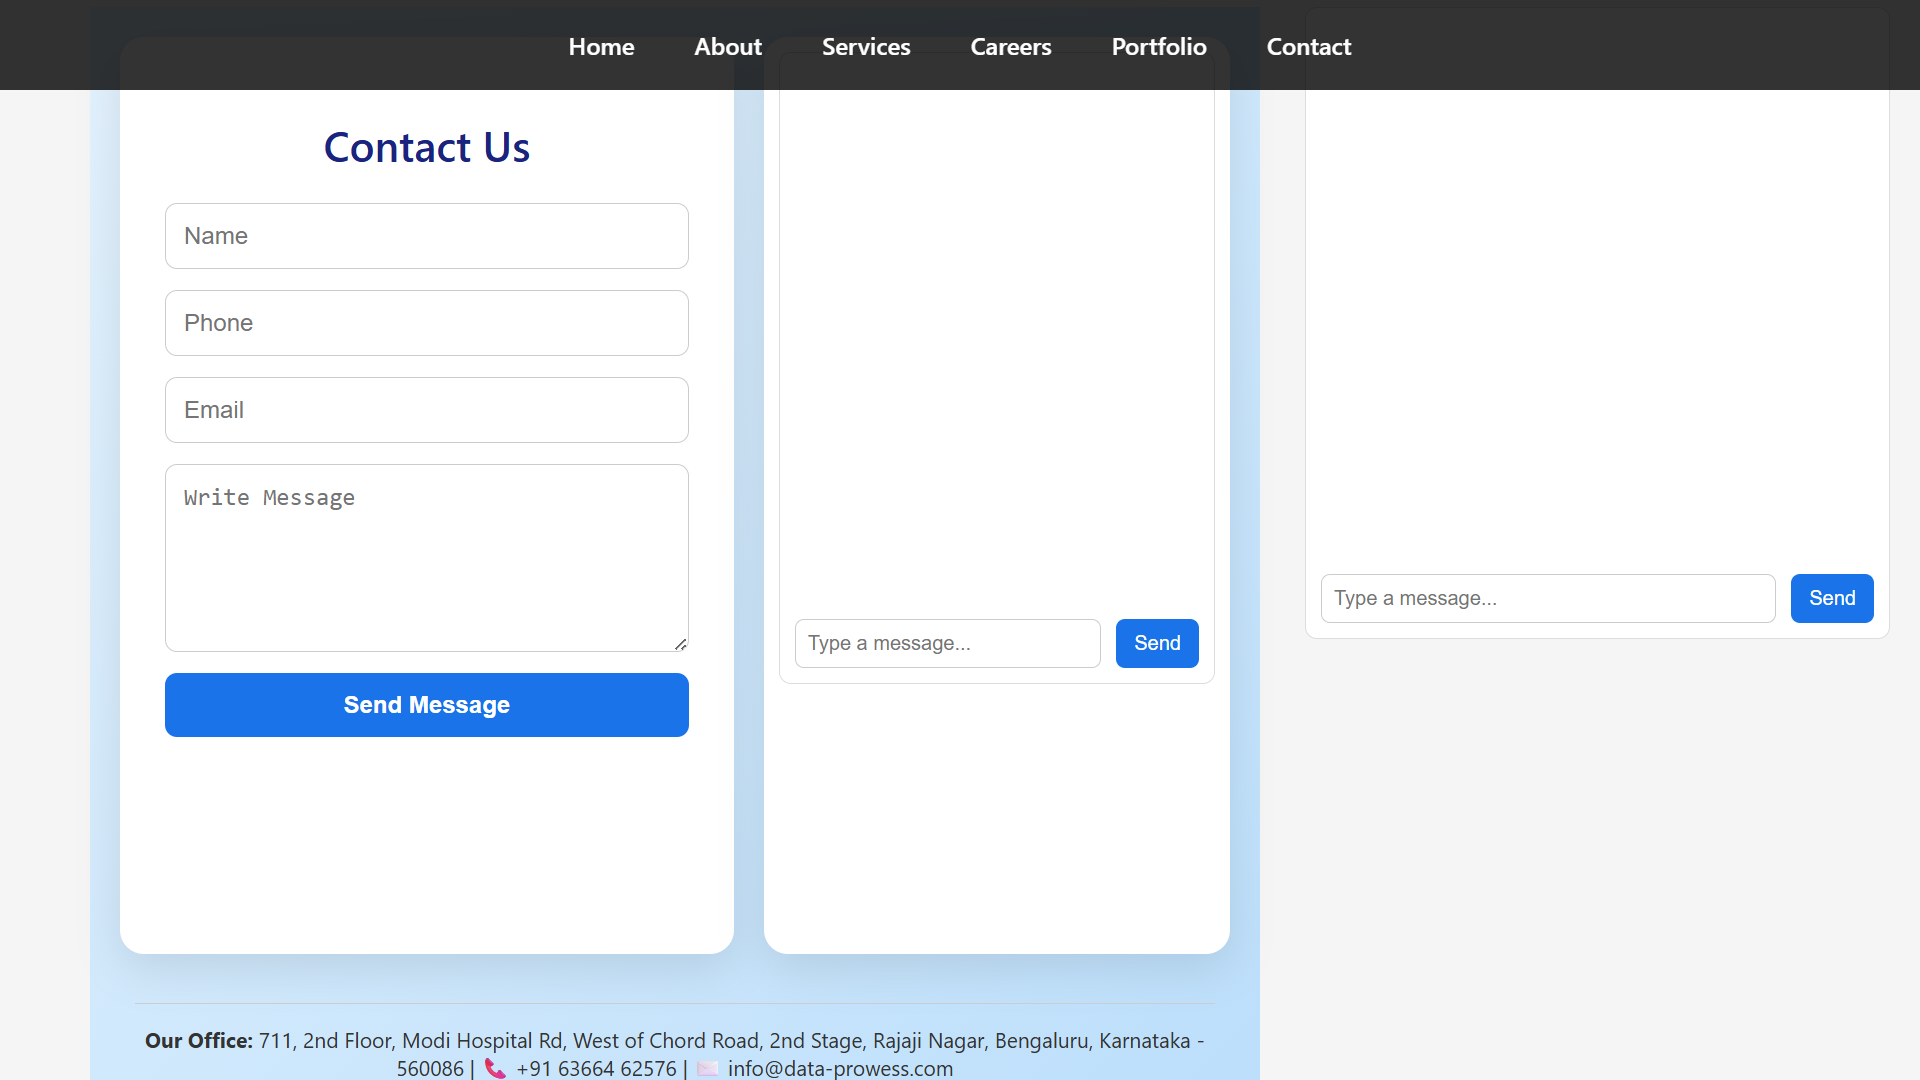 Home About Services Careers Portfolio Contact
Contact Us
Name
Phone
Email
Write Message
Send Message
Type a message...
Send
Type a message...
Send
Our Office: 711, 2nd Floor, Modi Hospital Rd, West of Chord Road, 2nd Stage, Rajaji Nagar, Bengaluru, Karnataka -
560086 | 📞 +91 63664 62576 | ✉️ info@data-prowess.com